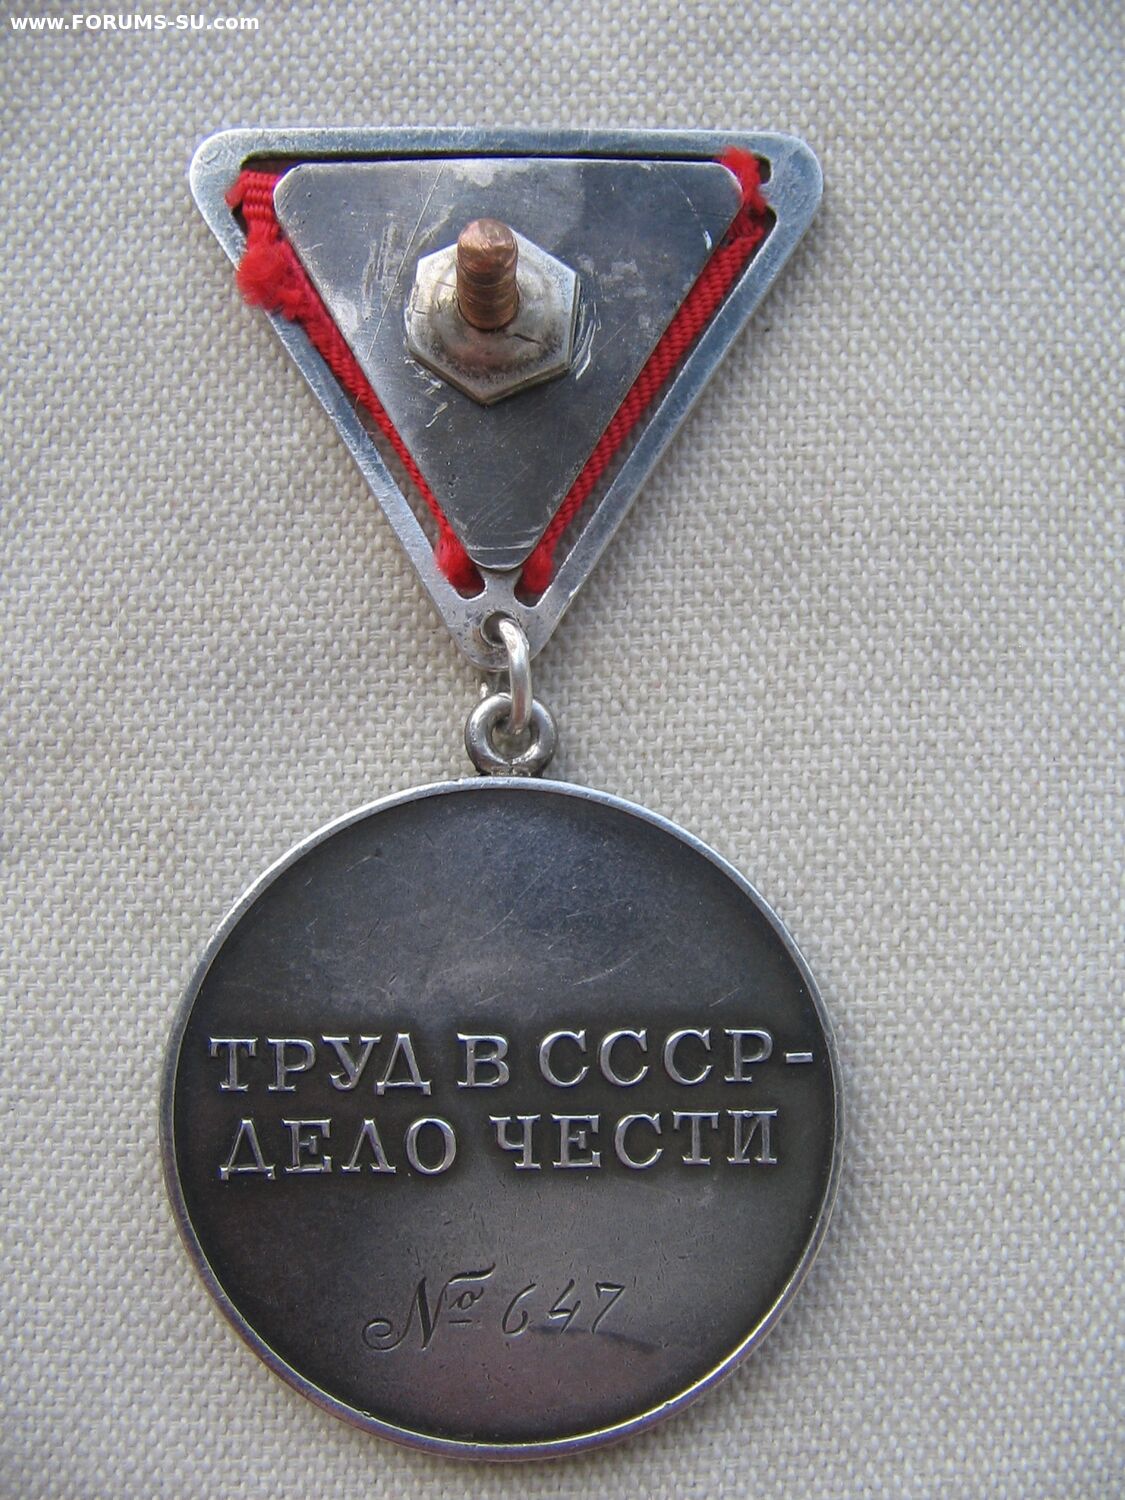 www.FORUMS-SU.com
ТРУД В СССР-
ДЕЛО ЧЕСТИ
№ 647